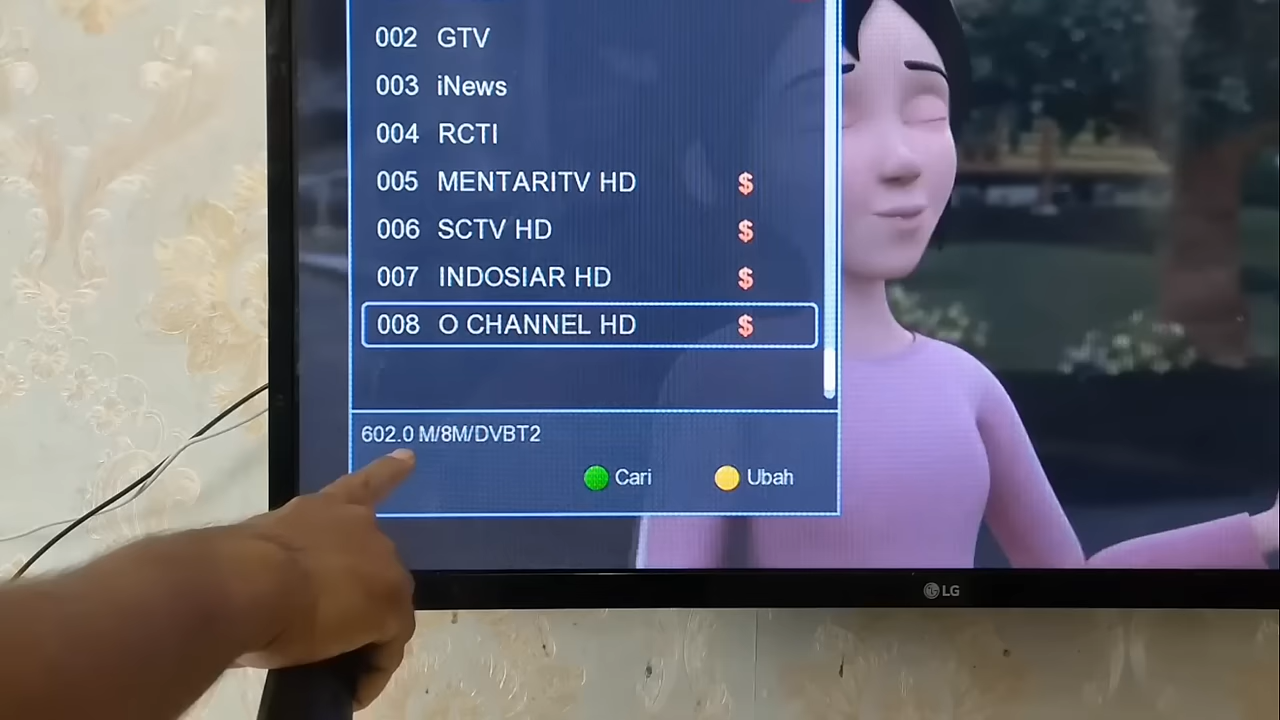 002 GTV
003 iNews
004 RCTI
005 MENTARITV HD $
006 SCTV HD $
007 INDOSIAR HD $
008 O CHANNEL HD $
602.0 M/8M/DVBT2
Cari Ubah
LG